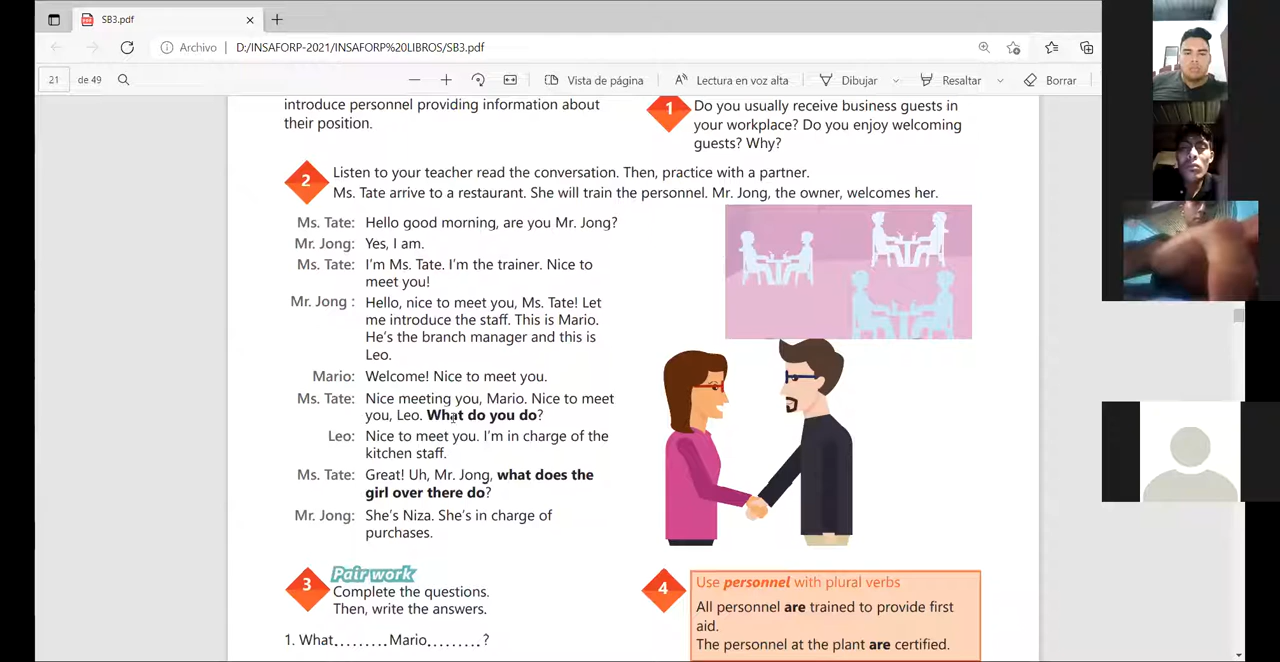 SB3.pdf
Archivo | D:/INSAFORP-2021/INSAFORP%20LIBROS/SB3.pdf
21 de 49 Vista de página Lectura en voz alta Dibujar Resaltar Borrar
introduce personnel providing information about
their position.
1
Do you usually receive business guests in
your workplace? Do you enjoy welcoming
guests? Why?
2
Listen to your teacher read the conversation. Then, practice with a partner.
Ms. Tate arrive to a restaurant. She will train the personnel. Mr. Jong, the owner, welcomes her.
Ms. Tate: Hello good morning, are you Mr. Jong?
Mr. Jong: Yes, I am.
Ms. Tate: I'm Ms. Tate. I'm the trainer. Nice to
meet you!
Mr. Jong : Hello, nice to meet you, Ms. Tate! Let
me introduce the staff. This is Mario.
He's the branch manager and this is
Leo.
Mario: Welcome! Nice to meet you.
Ms. Tate: Nice meeting you, Mario. Nice to meet
you, Leo. What do you do?
Leo: Nice to meet you. I'm in charge of the
kitchen staff.
Ms. Tate: Great! Uh, Mr. Jong, what does the
girl over there do?
Mr. Jong: She's Niza. She's in charge of
purchases.
3
Pair work
Complete the questions.
Then, write the answers.
1. What.........Mario.........?
4
Use personnel with plural verbs
All personnel are trained to provide first
aid.
The personnel at the plant are certified.